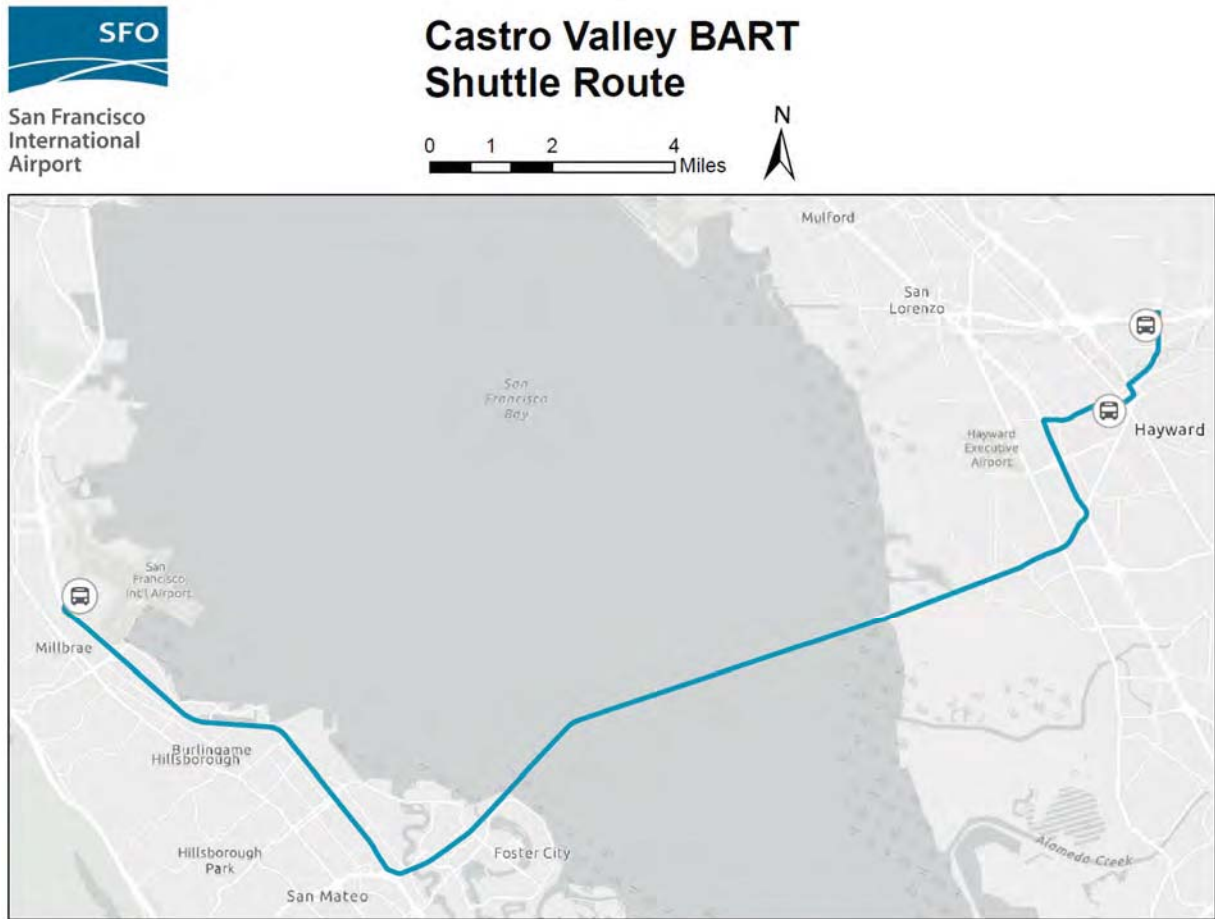 SFO
San Francisco
International
Airport
Castro Valley BART
Shuttle Route
0 1 2 4
Miles
N
Mulford
San
Lorenzo
San
Francisco
Bay
Hayward
Executive
Airport
Hayward
San
Francisco
Int'l Airport
Millbrae
Burlingame
Hillsborough
Hillsborough
Park
Foster City
San Mateo
Alameda Creek